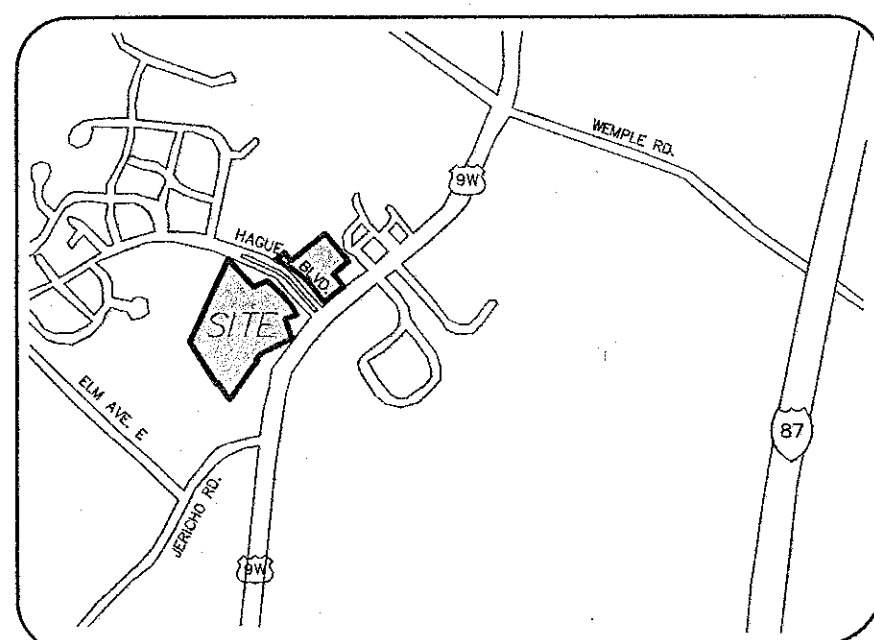 WEMPLE RD.
9W
HAGUE BLVD.
SITE
ELM AVE. E
87
JERICHO RD.
9W